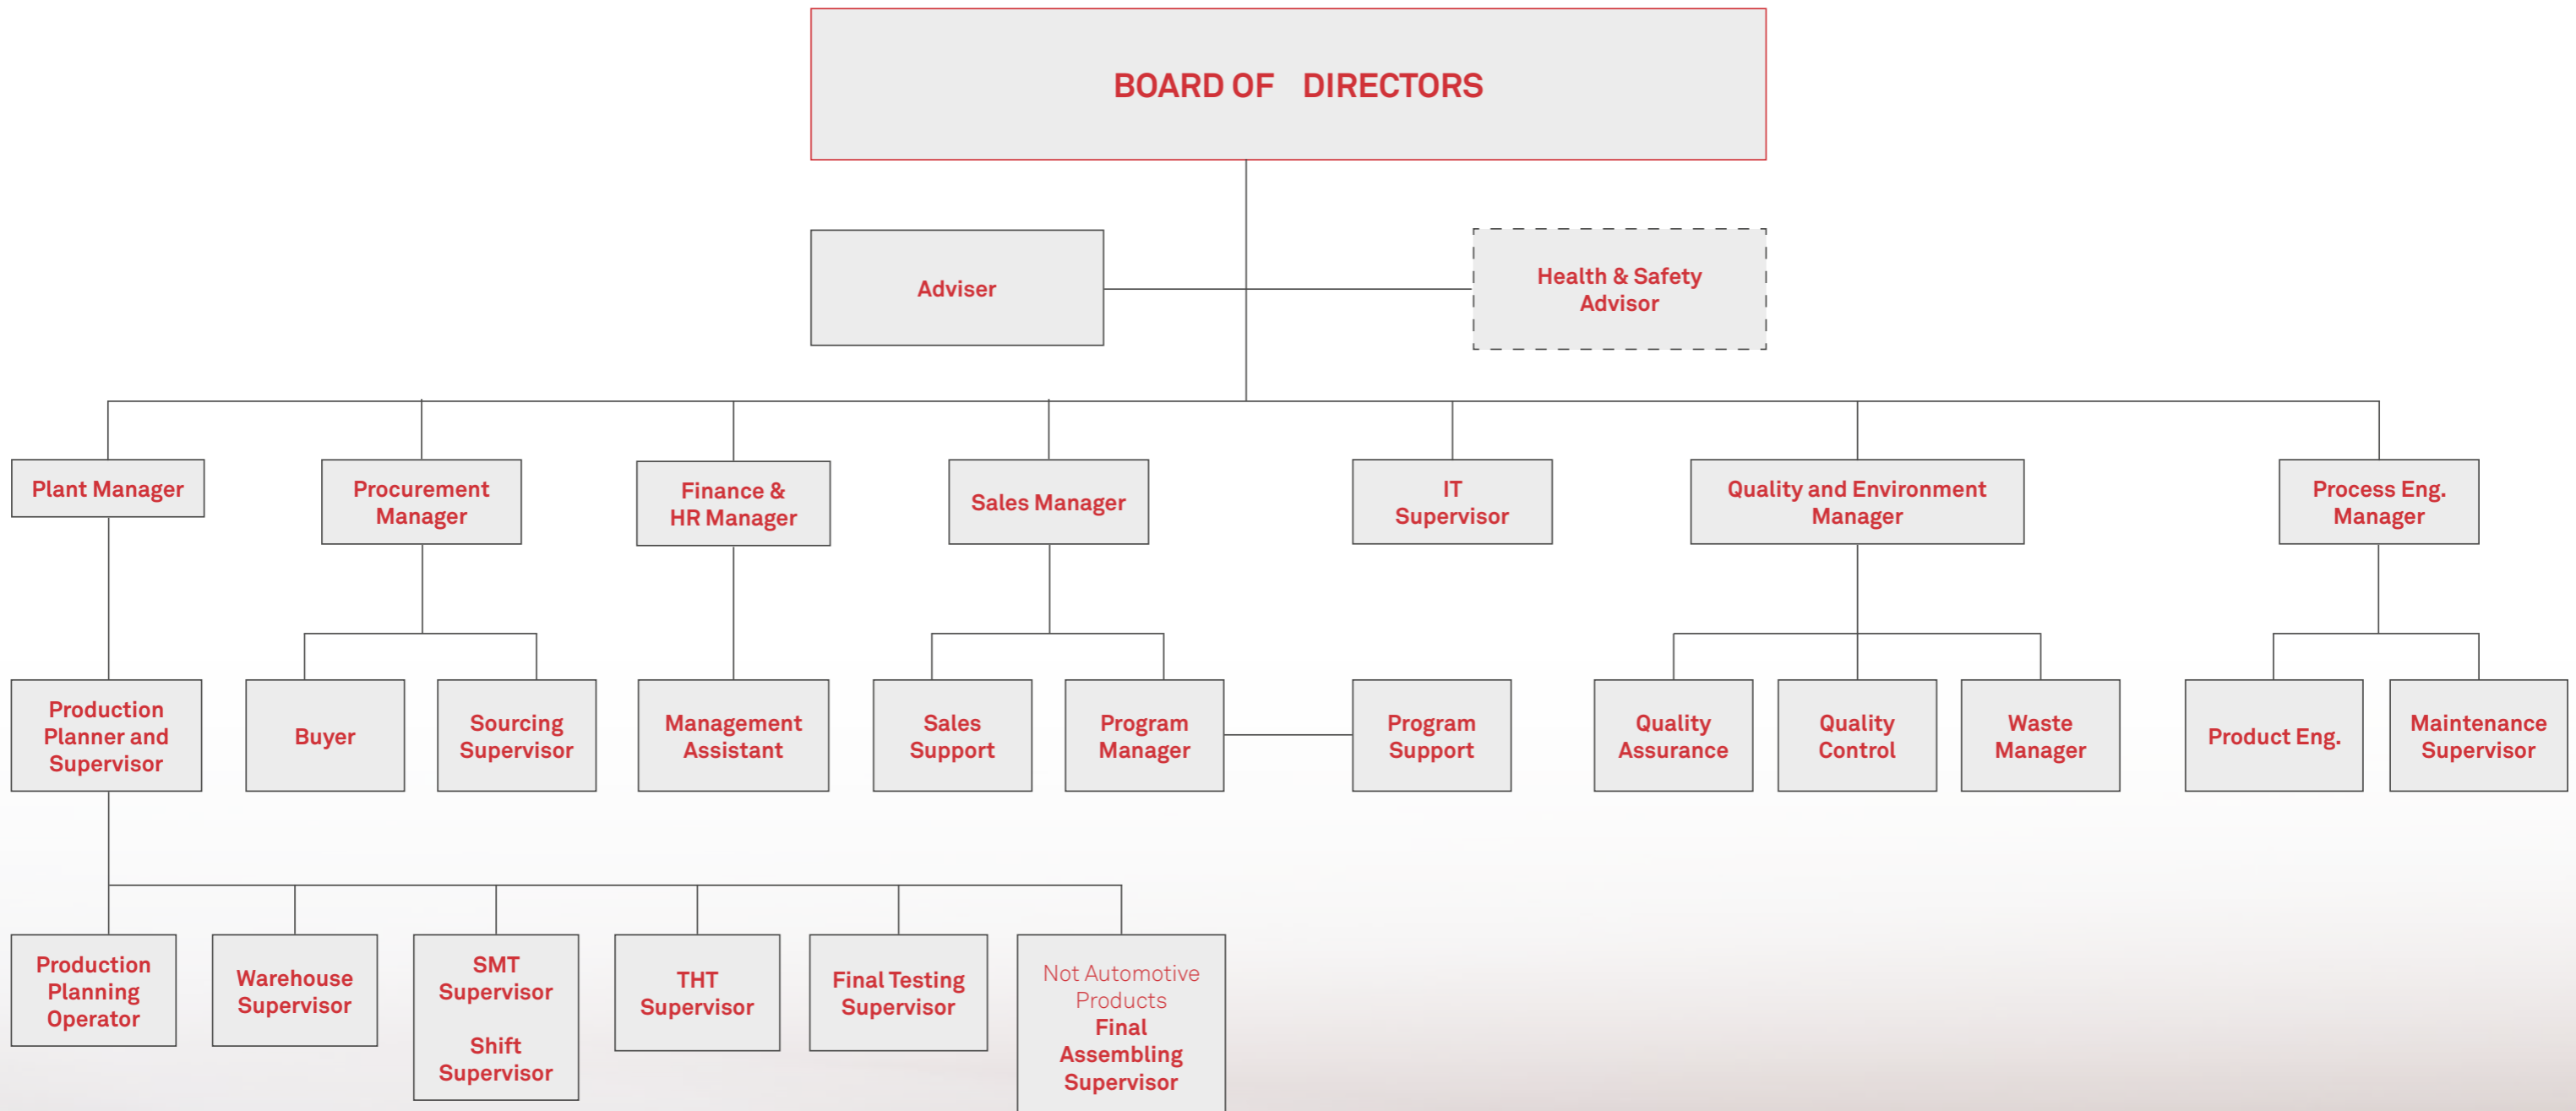 BOARD OF DIRECTORS
Adviser
Health & Safety
Advisor
Plant Manager
Procurement
Manager
Finance &
HR Manager
Sales Manager
IT
Supervisor
Quality and Environment
Manager
Process Eng.
Manager
Production
Planner and
Supervisor
Buyer
Sourcing
Supervisor
Management
Assistant
Sales
Support
Program
Manager
Program
Support
Quality
Assurance
Quality
Control
Waste
Manager
Product Eng.
Maintenance
Supervisor
Production
Planning
Operator
Warehouse
Supervisor
SMT
Supervisor
Shift
Supervisor
THT
Supervisor
Final Testing
Supervisor
Not Automotive
Products
Final
Assembling
Supervisor